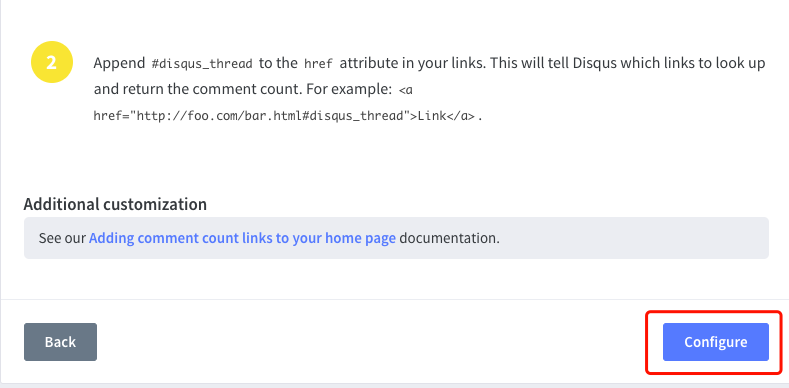 2
Append #disqus_thread to the href attribute in your links. This will tell Disqus which links to look up
and return the comment count. For example: <a
href="http://foo.com/bar.html#disqus_thread">Link</a>.
Additional customization
See our Adding comment count links to your home page documentation.
Back
Configure